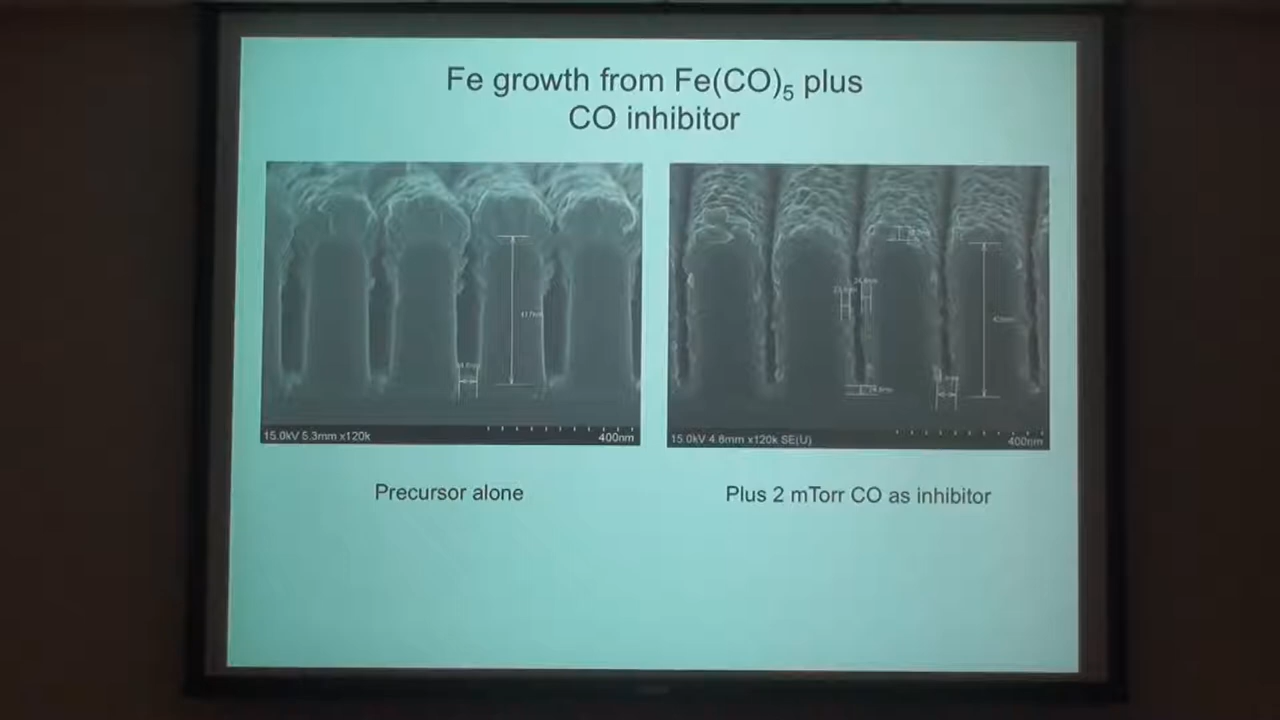 Fe growth from Fe(CO)₅ plus
CO inhibitor
15.0kV 5.3mm x120k
400nm
15.0kV 4.6mm x120k SE(U)
400nm
Precursor alone
Plus 2 mTorr CO as inhibitor